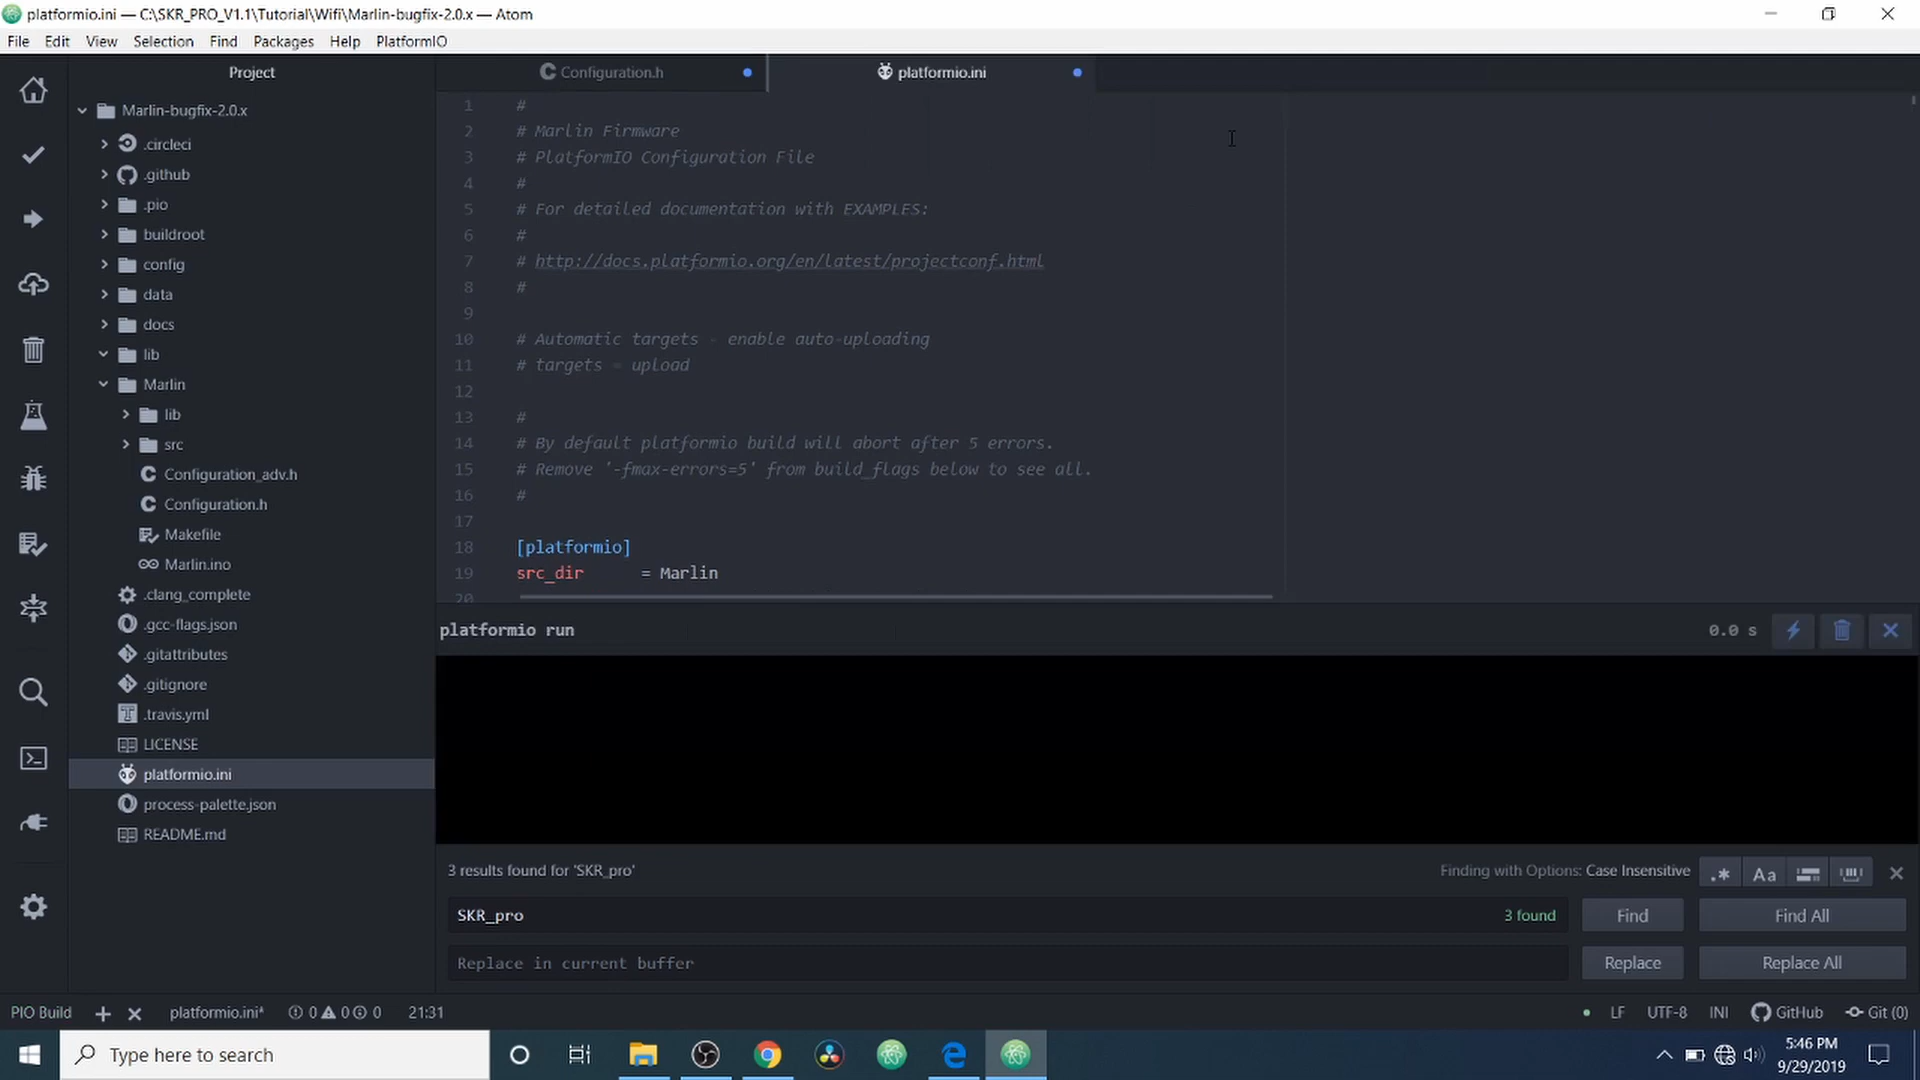 platformio.ini — C:\SKR_PRO_V1.1\Tutorial\Wifi\Marlin-bugfix-2.0.x — Atom
File Edit View Selection Find Packages Help PlatformIO
Project
Configuration.h
platformio.ini
Marlin-bugfix-2.0.x
.circleci
.github
.pio
buildroot
config
data
docs
lib
Marlin
lib
src
Configuration_adv.h
Configuration.h
Makefile
Marlin.ino
.clang_complete
.gcc-flags.json
.gitattributes
.gitignore
.travis.yml
LICENSE
platformio.ini
process-palette.json
README.md
1 #
2 # Marlin Firmware
3 # PlatformIO Configuration File
4 #
5 # For detailed documentation with EXAMPLES:
6 #
7 # http://docs.platformio.org/en/latest/projectconf.html
8 #
9
10 # Automatic targets - enable auto-uploading
11 # targets = upload
12
13 #
14 # By default platformio build will abort after 5 errors.
15 # Remove '-fmax-errors=5' from build_flags below to see all.
16 #
17
18 [platformio]
19 src_dir = Marlin
20
platformio run 0.0 s
3 results found for 'SKR_pro' Finding with Options: Case Insensitive .* Aa
SKR_pro 3 found Find Find All
Replace in current buffer Replace Replace All
PIO Build platformio.ini* 0 0 0 21:31 LF UTF-8 INI GitHub Git (0)
Type here to search
5:46 PM
9/29/2019